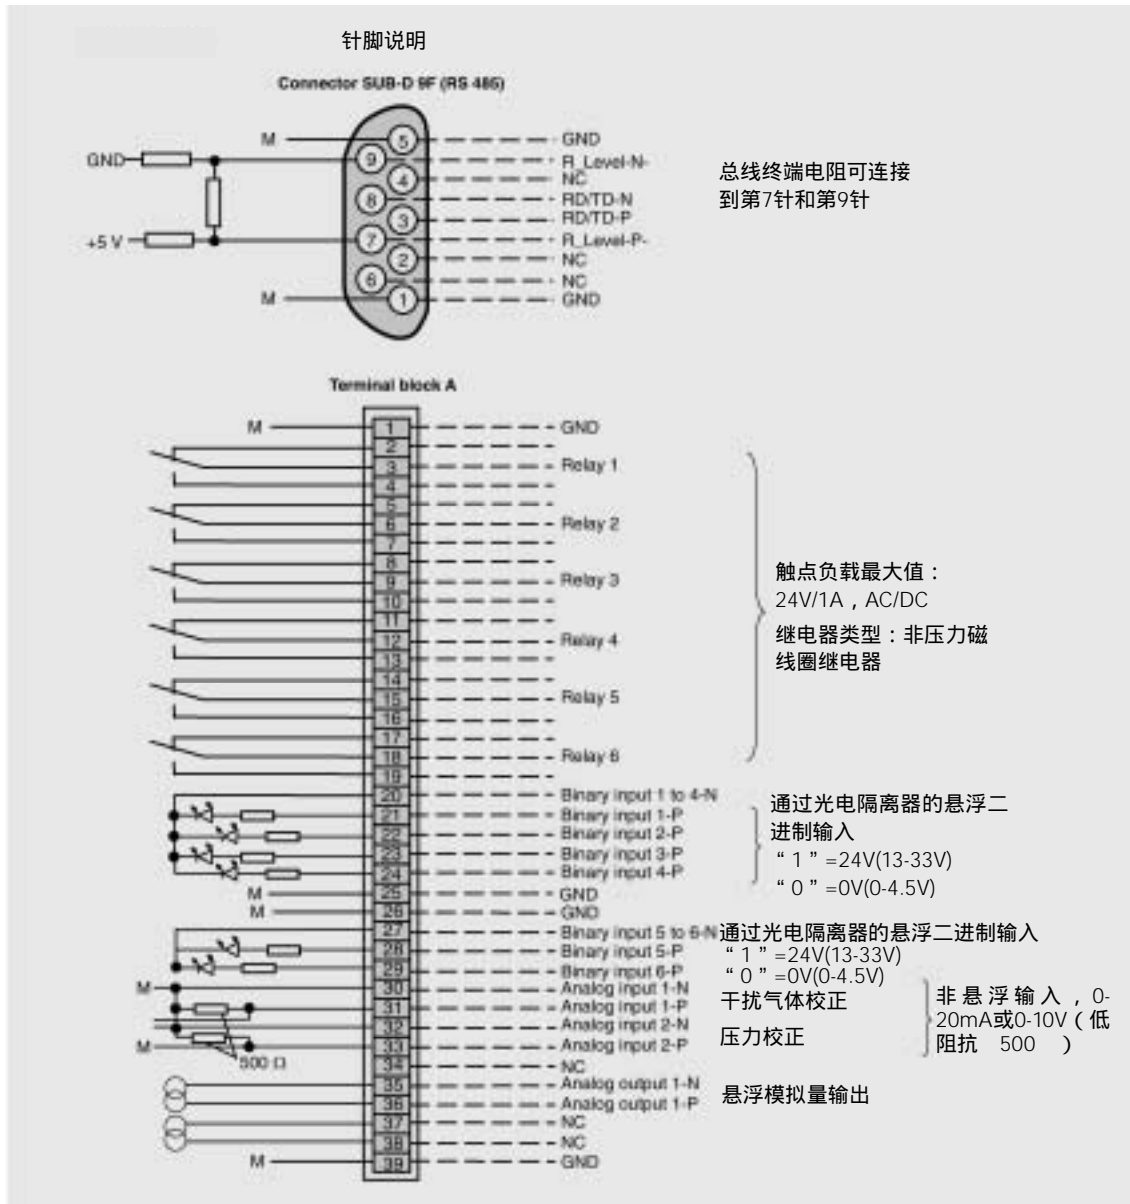 针脚说明
Connector SUB-D 9F (RS 485)
M
5
GND
GND
9
R_Level-N-
4
NC
8
RD/TD-N
3
RD/TD-P
+5 V
7
R_Level-P-
2
NC
6
NC
M
1
GND
总线终端电阻可连接
到第7针和第9针
Terminal block A
M
1
GND
2
3
Relay 1
4
5
6
Relay 2
7
8
9
Relay 3
10
11
12
Relay 4
13
14
15
Relay 5
16
17
18
Relay 6
19
触点负载最大值：
24V/1A，AC/DC
继电器类型：非压力磁
线圈继电器
20
Binary input 1 to 4-N
21
Binary input 1-P
22
Binary input 2-P
23
Binary input 3-P
24
Binary input 4-P
通过光电隔离器的悬浮二
进制输入
“1”=24V(13-33V)
“0”=0V(0-4.5V)
M
25
GND
M
26
GND
27
Binary input 5 to 6-N
28
Binary input 5-P
29
Binary input 6-P
通过光电隔离器的悬浮二进制输入
“1”=24V(13-33V)
“0”=0V(0-4.5V)
M
30
Analog input 1-N
31
Analog input 1-P
32
Analog input 2-N
M
33
Analog input 2-P
500 Ω
干扰气体校正
压力校正
非悬浮输入，0-
20mA或0-10V（低
阻抗 500 ）
34
NC
35
Analog output 1-N
36
Analog output 1-P
悬浮模拟量输出
37
NC
38
NC
M
39
GND